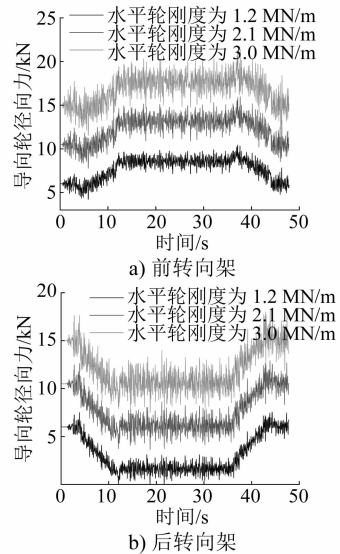 水平轮刚度为 1.2 MN/m
水平轮刚度为 2.1 MN/m
水平轮刚度为 3.0 MN/m
导向轮径向力/kN
25
20
15
10
5
0 10 20 30 40 50
时间/s
a) 前转向架
水平轮刚度为 1.2 MN/m
水平轮刚度为 2.1 MN/m
水平轮刚度为 3.0 MN/m
导向轮径向力/kN
20
15
10
5
0 10 20 30 40 50
时间/s
b) 后转向架